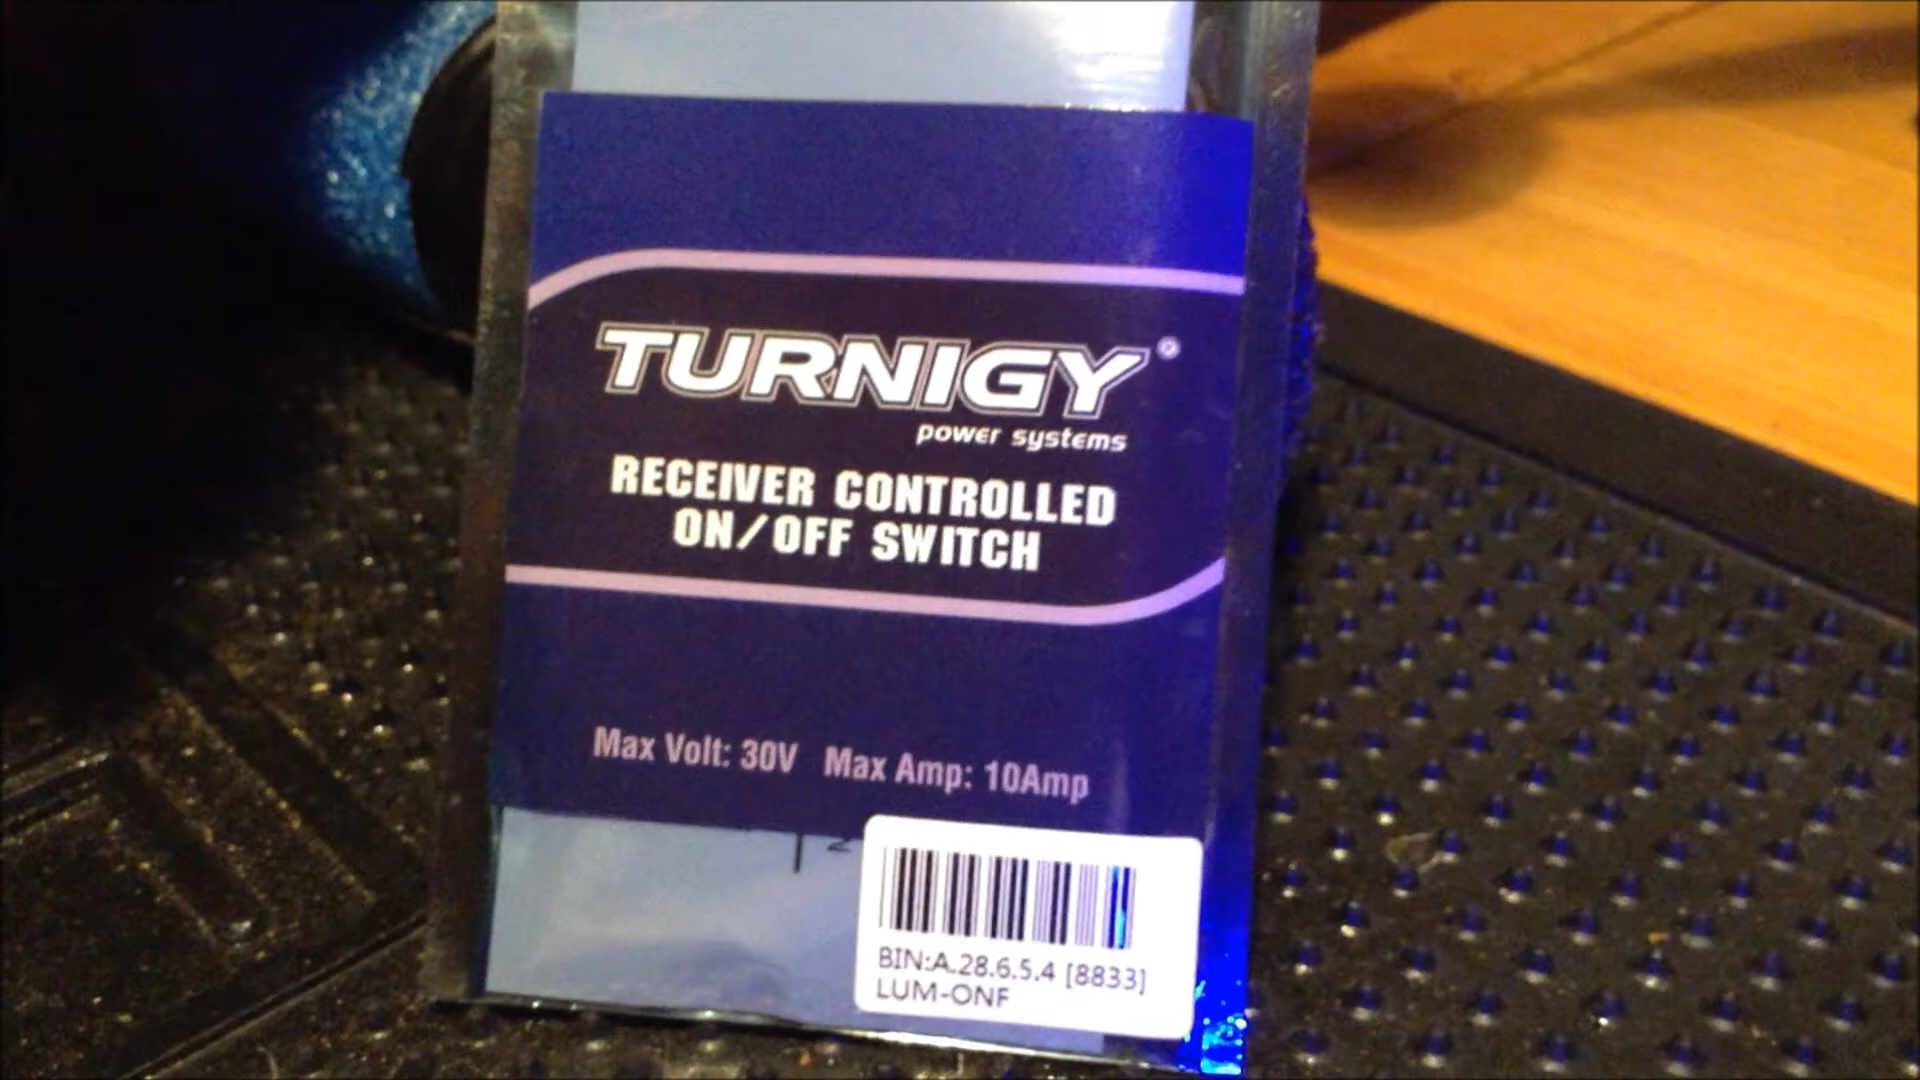 TURNIGY®
power systems
RECEIVER CONTROLLED
ON/OFF SWITCH
Max Volt: 30V Max Amp: 10Amp
BIN:A.28.6.5.4 [8833]
LUM-ONF